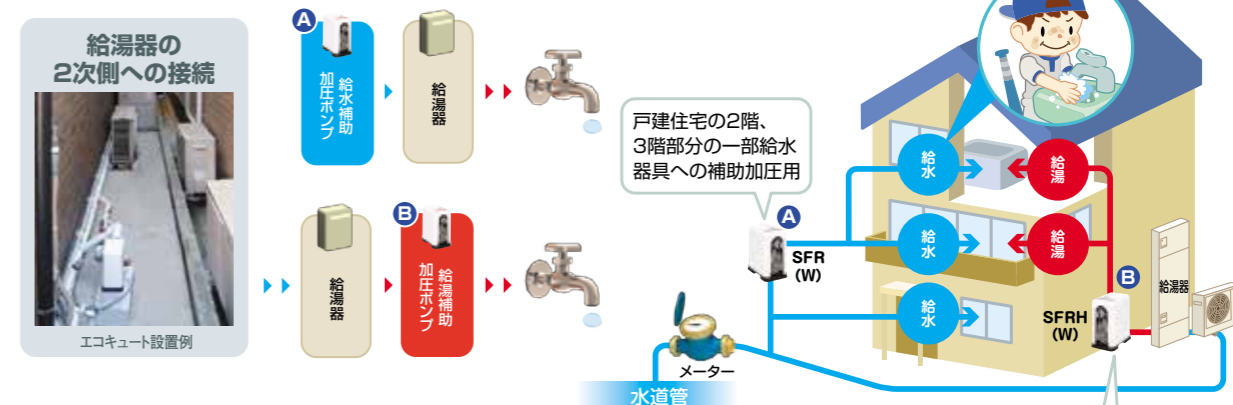 給湯器の
2次側への接続
エコキュート設置例
A
給水補助
加圧ポンプ
給湯器
給湯器
B
給湯補助
加圧ポンプ
戸建住宅の2階、
3階部分の一部給水
器具への補助加圧用
A
SFR
(W)
メーター
水道管
給水
給湯
給水
給湯
給水
B
SFRH
(W)
給湯器